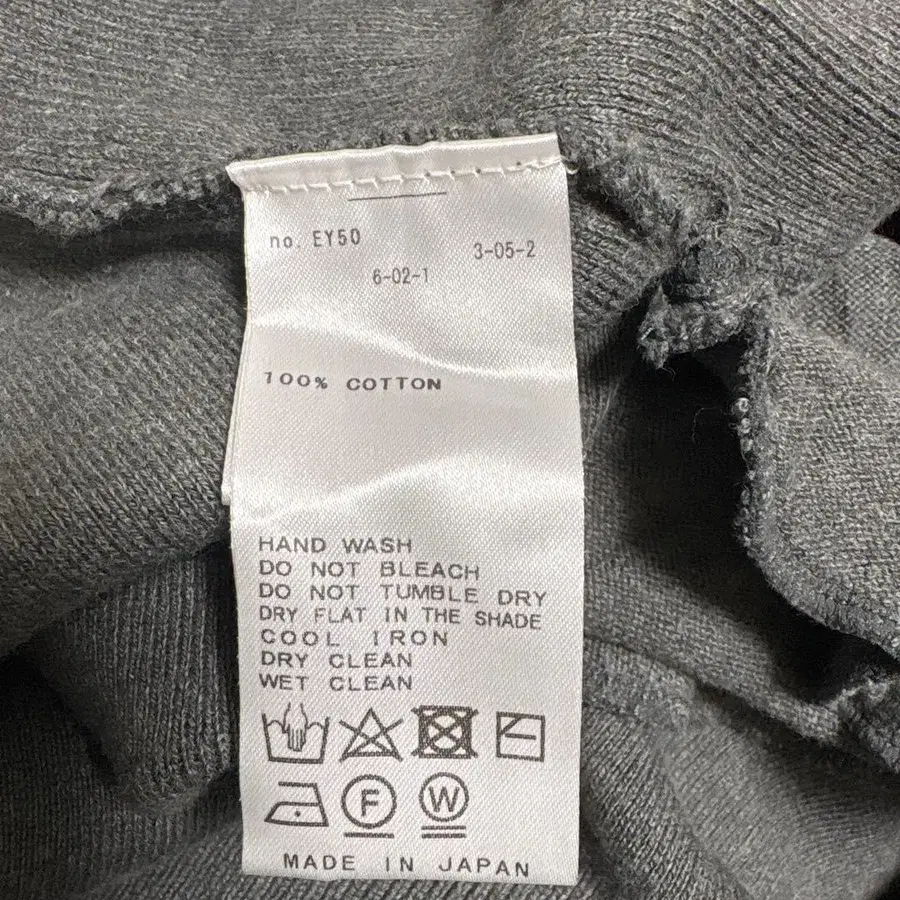 no. EY50
3-05-2
6-02-1
100% COTTON
HAND WASH
DO NOT BLEACH
DO NOT TUMBLE DRY
DRY FLAT IN THE SHADE
COOL IRON
DRY CLEAN
WET CLEAN
F W
MADE IN JAPAN